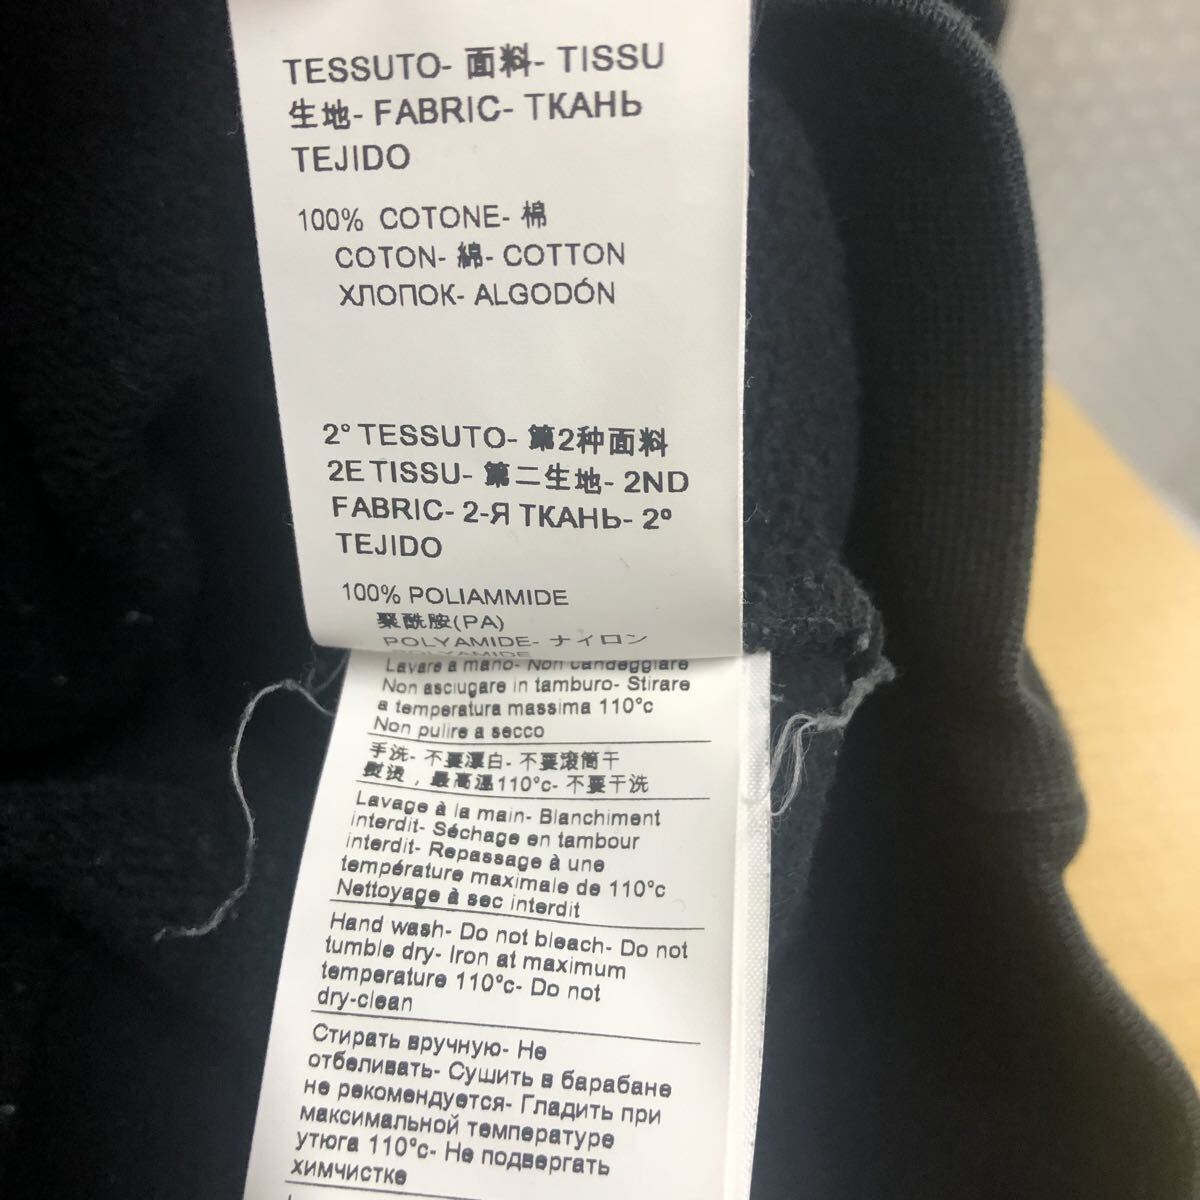 TESSUTO- 面料- TISSU
生地- FABRIC- ТКАНЬ
TEJIDO
100% COTONE- 棉
COTON- 綿- COTTON
ХЛОПОК- ALGODÓN
2° TESSUTO- 第2种面料
2E TISSU- 第二生地- 2ND
FABRIC- 2-Я ТКАНЬ- 2º
TEJIDO
100% POLIAMMIDE
聚酰胺(PA)
POLYAMIDE- ナイロン
POLYAMIDE
Lavare a mano- Non candeggiare
Non asciugare in tamburo- Stirare
a temperatura massima 110°c
Non pulire a secco
手洗- 不要漂白- 不要滚筒干
熨烫，最高温110°c- 不要干洗
Lavage à la main- Blanchiment
interdit- Séchage en tambour
interdit- Repassage à une
température maximale de 110°c
Nettoyage à sec interdit
Hand wash- Do not bleach- Do not
tumble dry- Iron at maximum
temperature 110°c- Do not
dry-clean
Стирать вручную- Не
отбеливать- Сушить в барабане
не рекомендуется- Гладить при
максимальной температуре
утюга 110°с- Не подвергать
химчистке